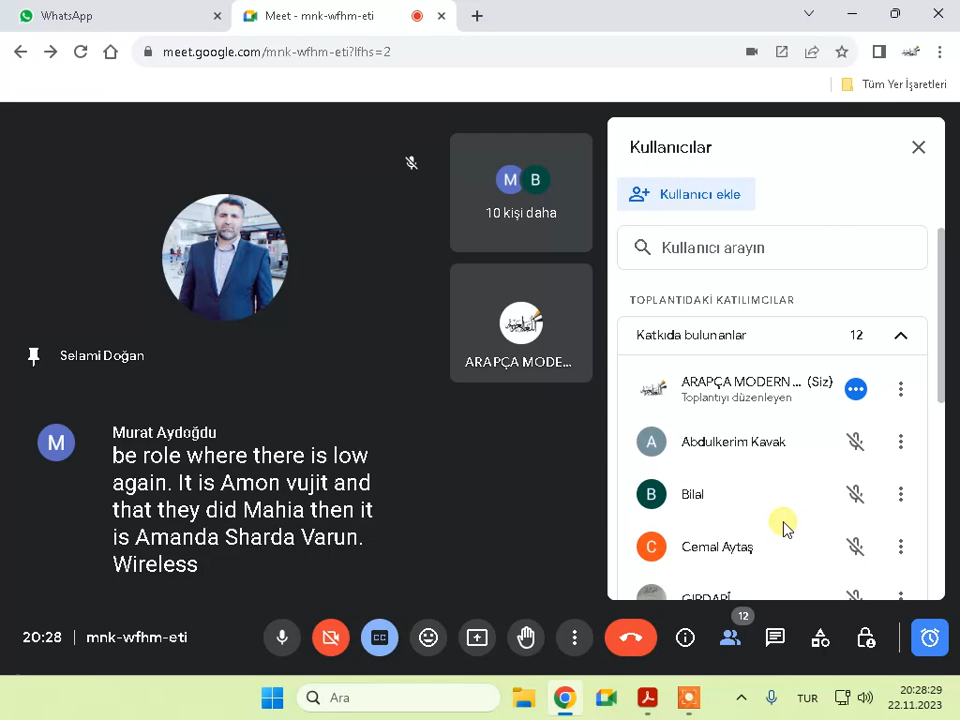 WhatsApp
Meet - mnk-wfhm-eti
meet.google.com/mnk-wfhm-eti?lfhs=2
Tüm Yer İşaretleri
Selami Doğan
M B
10 kişi daha
ARAPÇA MODE...
Kullanıcılar
Kullanıcı ekle
Kullanıcı arayın
TOPLANTIDAKİ KATILIMCILAR
Katkıda bulunanlar 12
ARAPÇA MODERN ... (Siz)
Toplantıyı düzenleyen
A Abdulkerim Kavak
B Bilal
C Cemal Aytaş
GIRDARÎ
M
Murat Aydoğdu
be role where there is low
again. It is Amon vujit and
that they did Mahia then it
is Amanda Sharda Varun.
Wireless
20:28 | mnk-wfhm-eti
12
Ara
TUR
20:28:29
22.11.2023